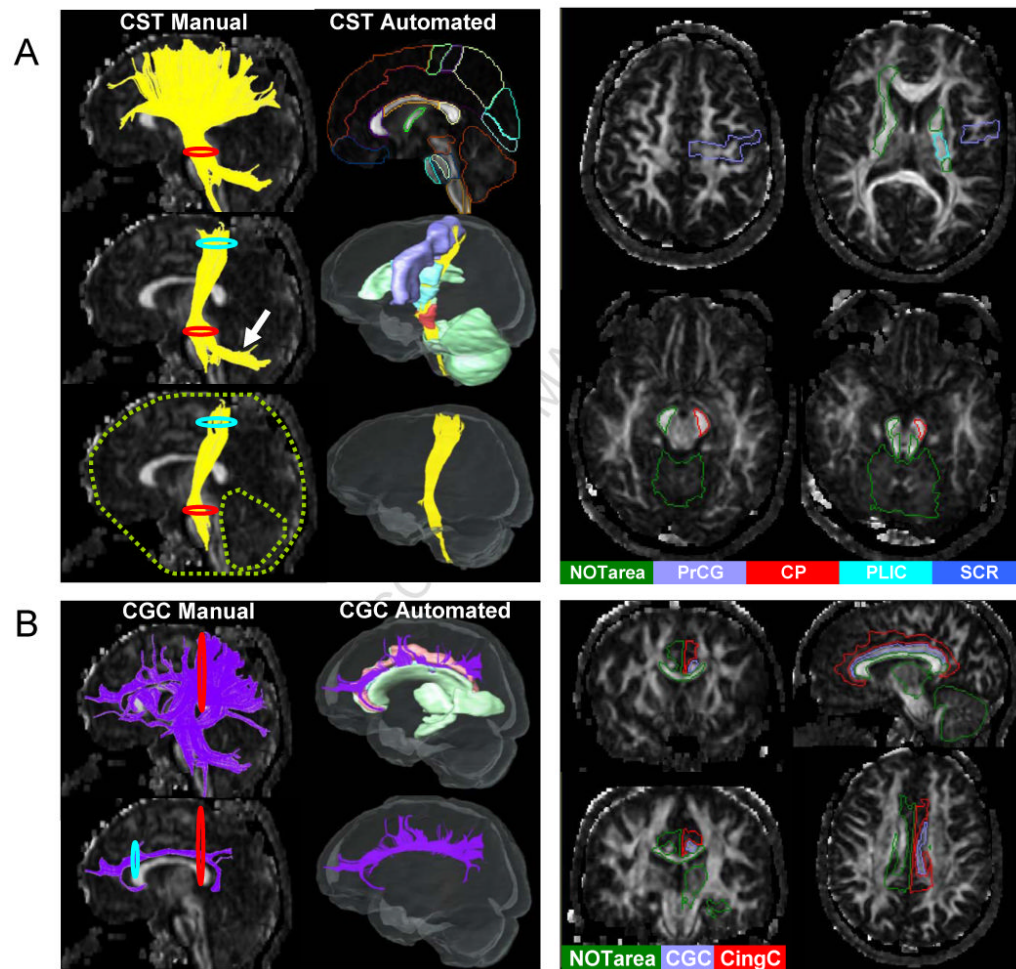 A
CST Manual
CST Automated
NOTarea PrCG CP PLIC SCR
B
CGC Manual
CGC Automated
NOTarea CGC CingC